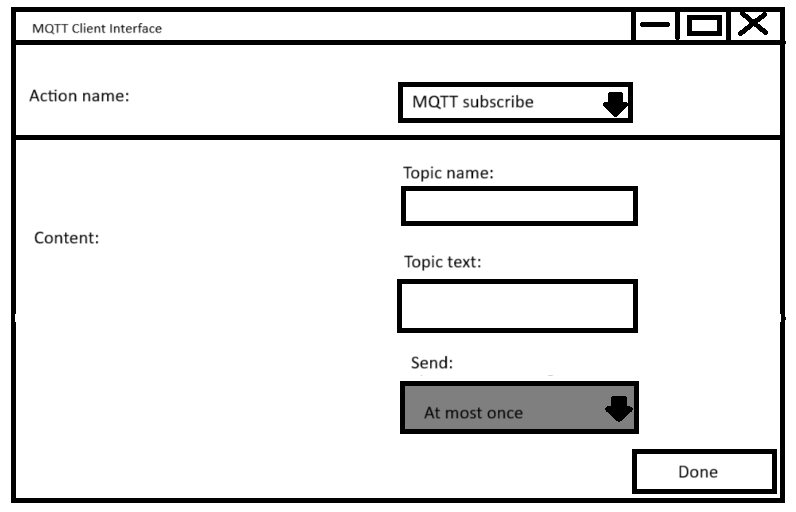 MQTT Client Interface
Action name:
MQTT subscribe
Topic name:
Content:
Topic text:
Send:
At most once
Done